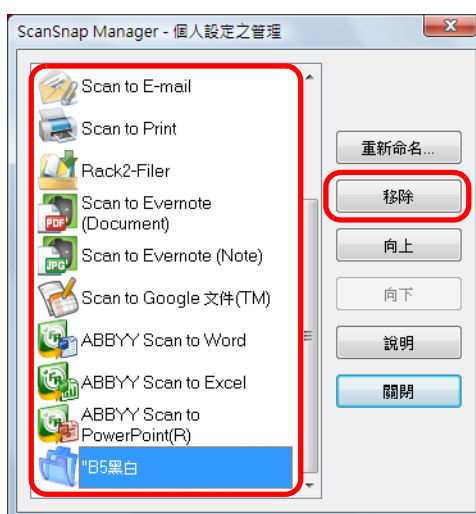 ScanSnap Manager - 個人設定之管理
Scan to E-mail
Scan to Print
Rack2-Filer
Scan to Evernote
(Document)
Scan to Evernote (Note)
Scan to Google 文件(TM)
ABBYY Scan to Word
ABBYY Scan to Excel
ABBYY Scan to
PowerPoint(R)
"B5黑白
重新命名...
移除
向上
向下
說明
關閉
PDF
JPG